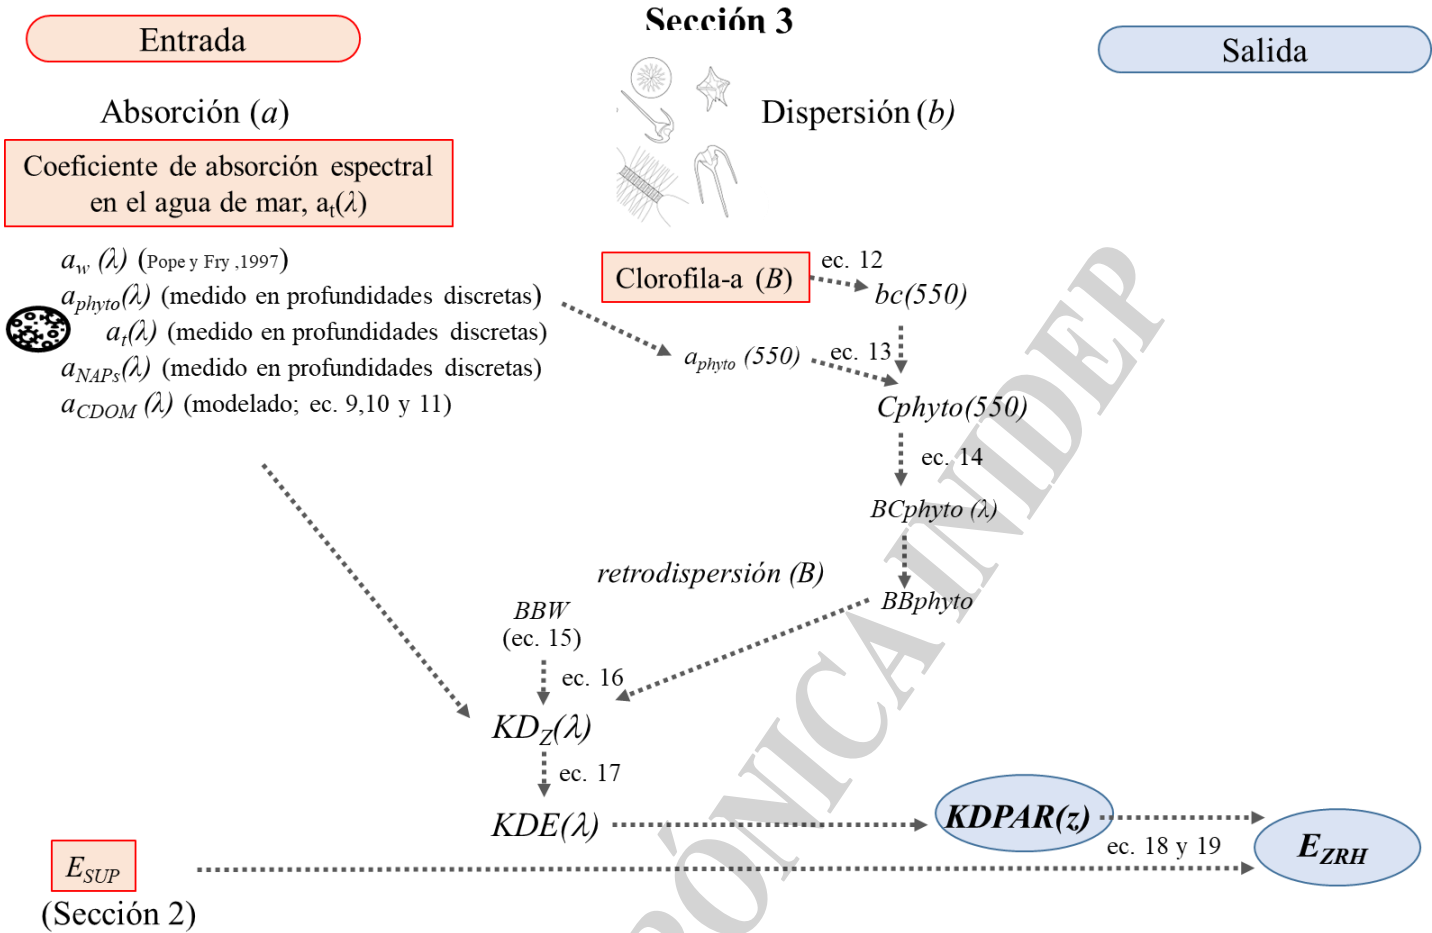 Sección 3
Entrada
Salida
Absorción (a)
Dispersión (b)
Coeficiente de absorción espectral
en el agua de mar, at(λ)
aw (λ) (Pope y Fry ,1997)
aphyto(λ) (medido en profundidades discretas)
at(λ) (medido en profundidades discretas)
aNAPs(λ) (medido en profundidades discretas)
aCDOM (λ) (modelado; ec. 9,10 y 11)
Clorofila-a (B)
ec. 12
bc(550)
aphyto (550)
ec. 13
Cphyto(550)
ec. 14
BCphyto (λ)
retrodispersión (B)
BBphyto
BBW
(ec. 15)
ec. 16
KDZ(λ)
ec. 17
KDE(λ)
KDPAR(z)
ec. 18 y 19
EZRH
ESUP
(Sección 2)
RÓNICA INIDEP